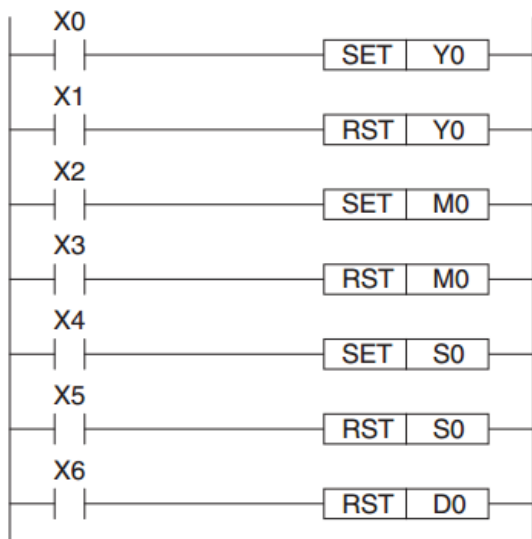 X0
SET Y0
X1
RST Y0
X2
SET M0
X3
RST M0
X4
SET S0
X5
RST S0
X6
RST D0